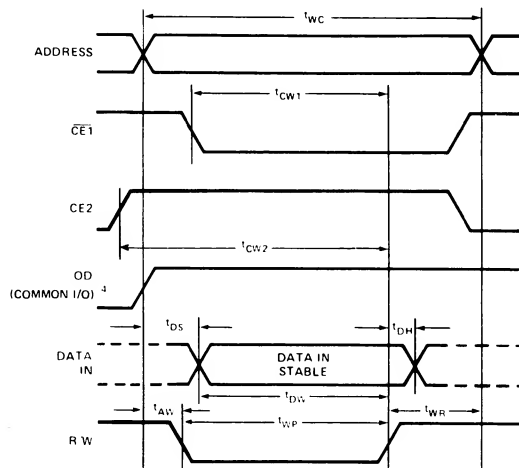 tWC
ADDRESS
tCW1
CE1
CE2
tCW2
OD
(COMMON I/O) 4
tDS
tDH
DATA
IN
DATA IN
STABLE
tDW
tAW
tWP
tWR
R W